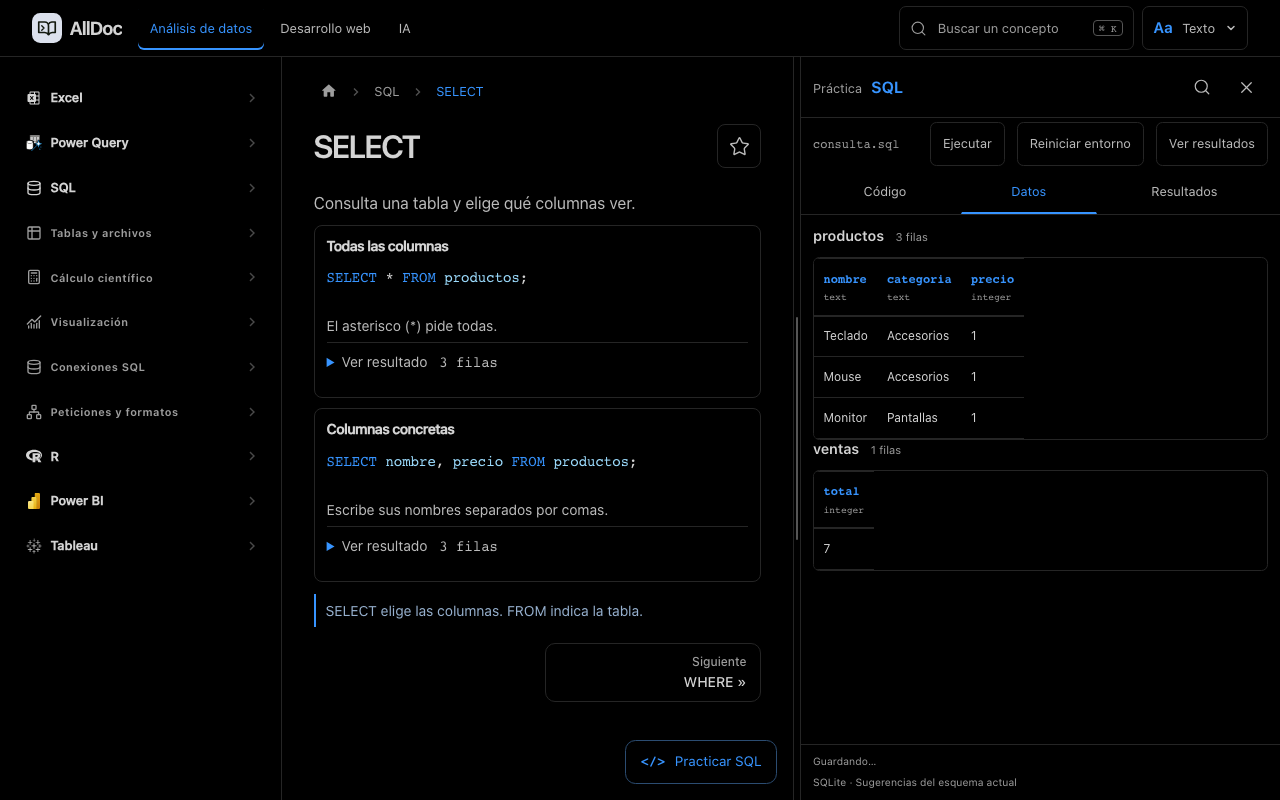 AllDoc
Análisis de datos
Desarrollo web
IA
Buscar un concepto
⌘ K
Aa Texto
Excel
Power Query
SQL
Tablas y archivos
Cálculo científico
Visualización
Conexiones SQL
Peticiones y formatos
R
Power BI
Tableau
SQL
SELECT
SELECT
Consulta una tabla y elige qué columnas ver.
Todas las columnas
SELECT * FROM productos;
El asterisco (*) pide todas.
Ver resultado 3 filas
Columnas concretas
SELECT nombre, precio FROM productos;
Escribe sus nombres separados por comas.
Ver resultado 3 filas
SELECT elige las columnas. FROM indica la tabla.
Siguiente
WHERE »
</> Practicar SQL
Práctica SQL
consulta.sql
Ejecutar
Reiniciar entorno
Ver resultados
Código
Datos
Resultados
productos 3 filas
nombre categoria precio
text text integer
Teclado Accesorios 1
Mouse Accesorios 1
Monitor Pantallas 1
ventas 1 filas
total
integer
7
Guardando…
SQLite · Sugerencias del esquema actual